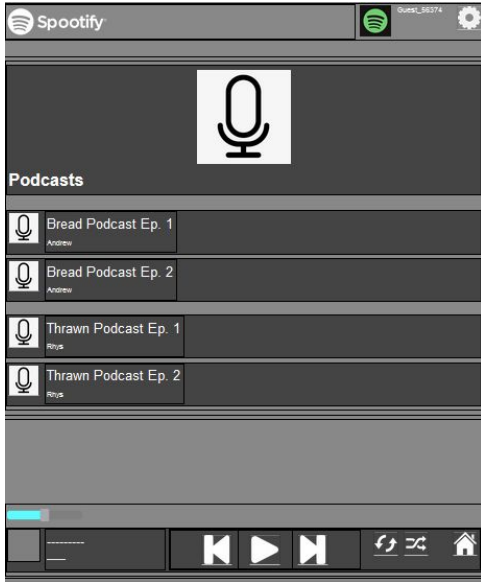 Spootify
Guest_56374
Podcasts
Bread Podcast Ep. 1
Andrew
Bread Podcast Ep. 2
Andrew
Thrawn Podcast Ep. 1
Rhys
Thrawn Podcast Ep. 2
Rhys
---------
___